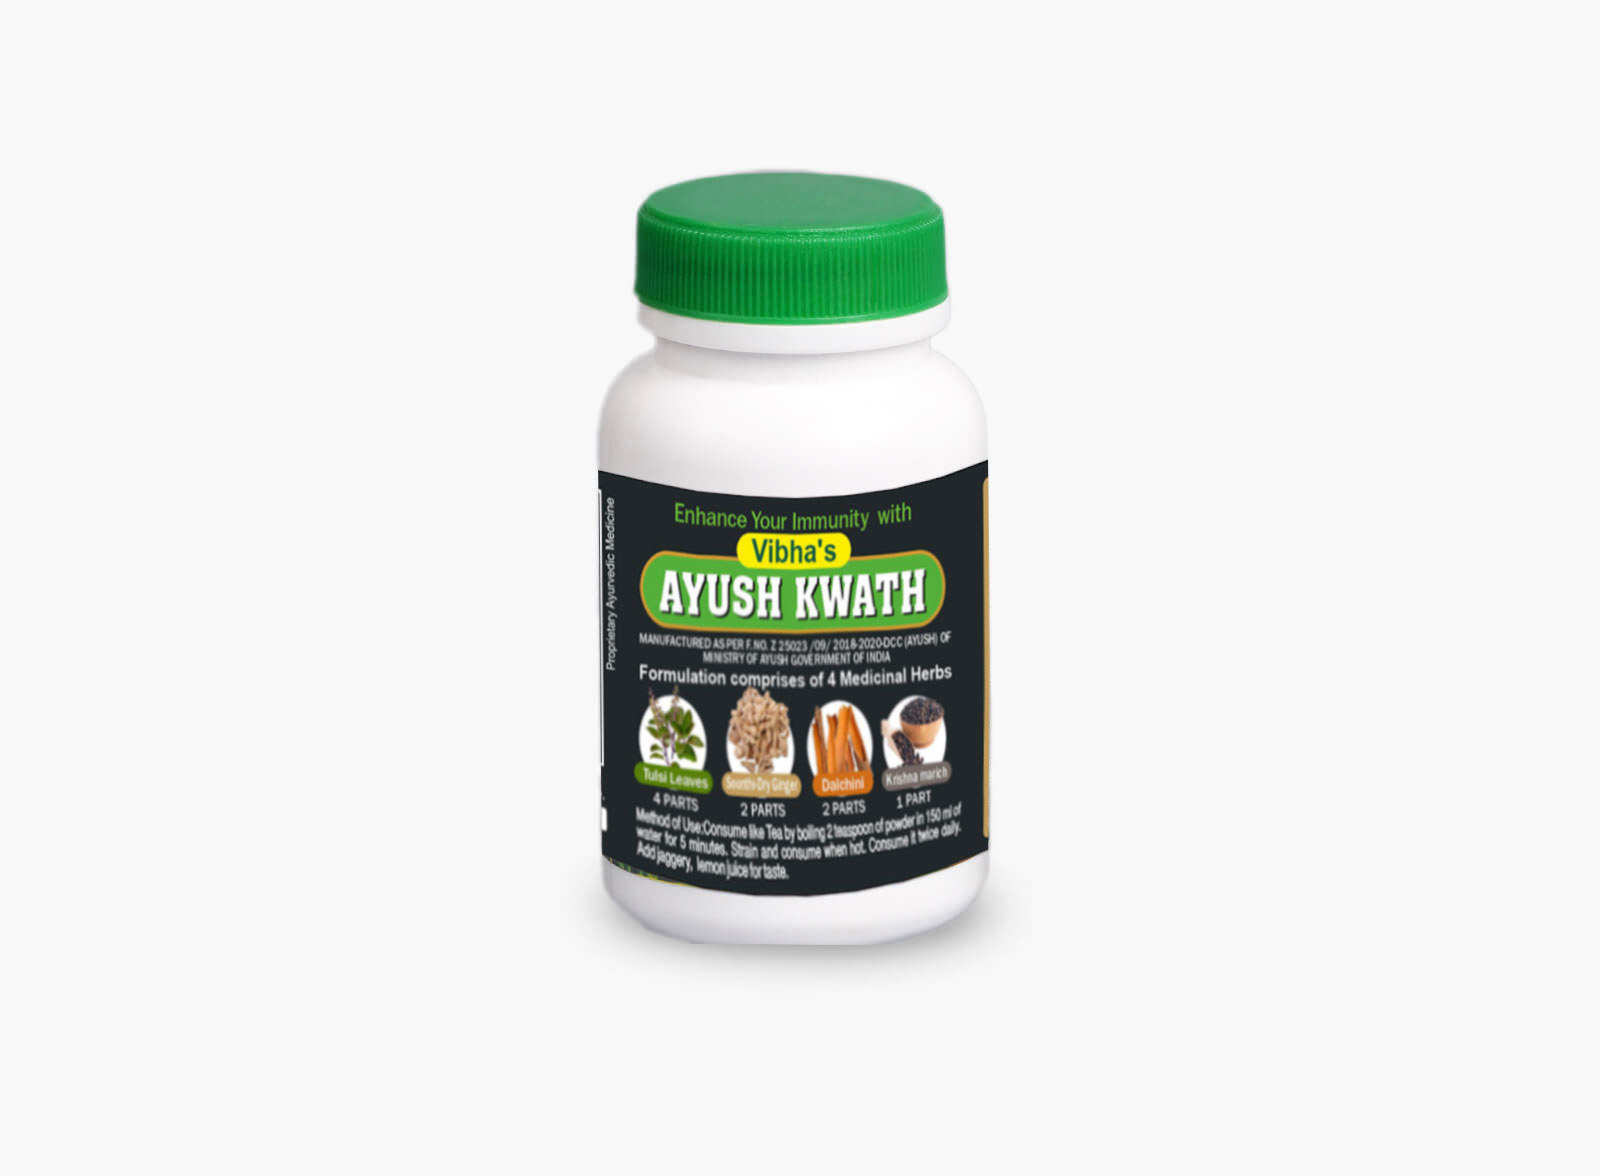 Enhance Your Immunity with
Vibha's
AYUSH KWATH
MANUFACTURED AS PER F.NO. Z 25023 /09/ 2018-2020-DCC (AYUSH) OF
MINISTRY OF AYUSH GOVERNMENT OF INDIA
Formulation comprises of 4 Medicinal Herbs
Tulsi Leaves
4 PARTS
Soonthi-Dry Ginger
2 PARTS
Dalchini
2 PARTS
Krishna marich
1 PART
Method of Use:Consume like Tea by boiling 2 teaspoon of powder in 150 ml of
water for 5 minutes. Strain and consume when hot. Consume it twice daily.
Add jaggery, lemon juice for taste.
Proprietary Ayurvedic Medicine